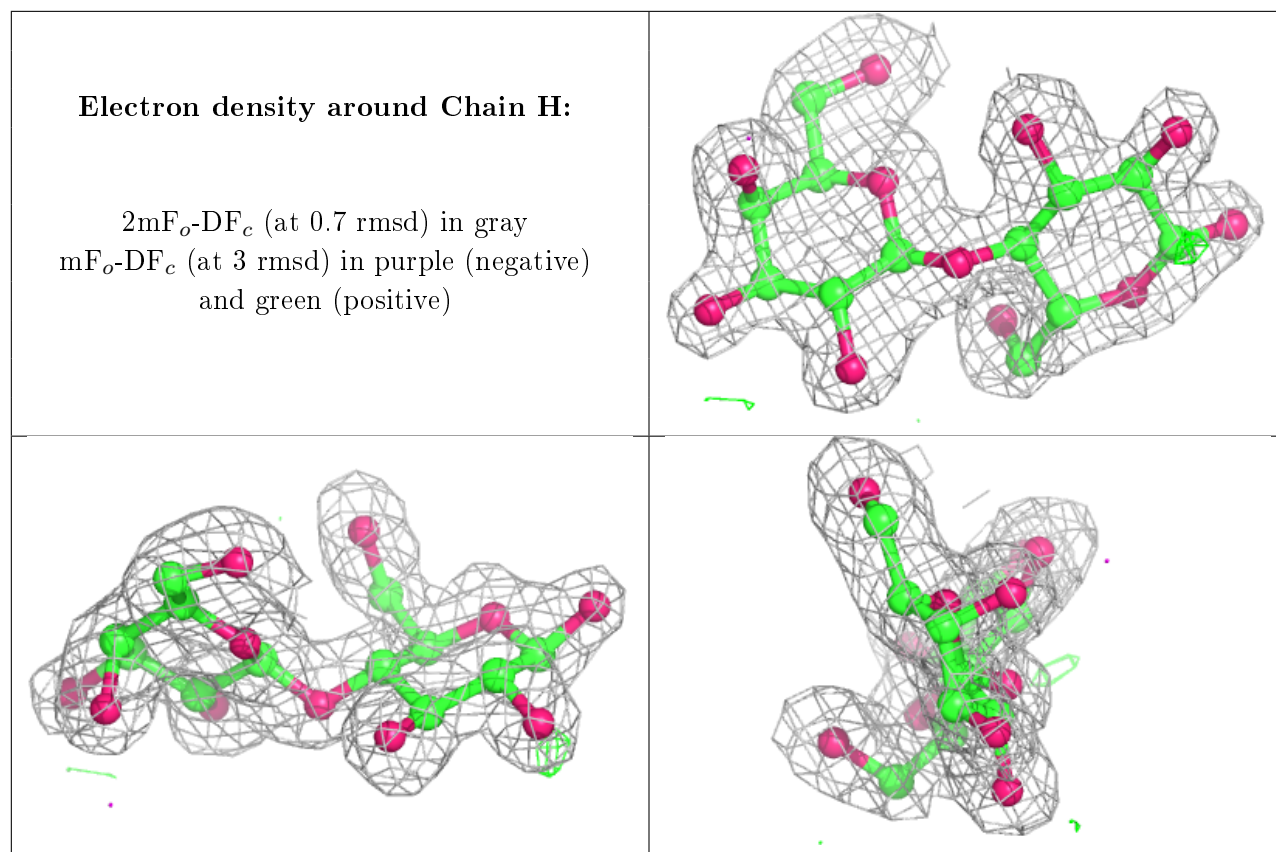 Electron density around Chain H:
2mFₒ-DF𝒸 (at 0.7 rmsd) in gray
mFₒ-DF𝒸 (at 3 rmsd) in purple (negative)
and green (positive)